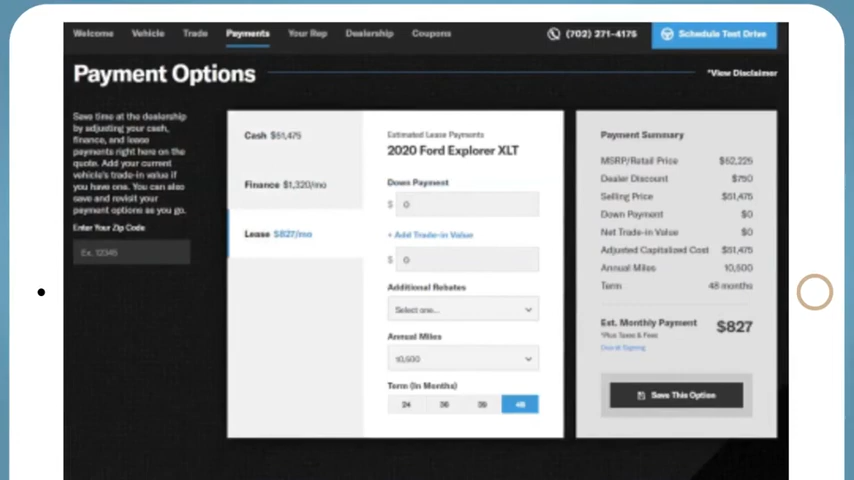 Welcome Vehicle Trade Payments Your Rep Dealership Coupons (702) 271-4175 Schedule Test Drive
Payment Options
*View Disclaimer
Save time at the dealership
by adjusting your cash,
finance, and lease
payments right here on the
quote. Add your current
vehicle's trade-in value if
you have one. You can also
save and revisit your
payment options as you go.
Enter Your Zip Code
Ex. 12345
Cash $51,475
Finance $1,320/mo
Lease $827/mo
Estimated Lease Payments
2020 Ford Explorer XLT
Down Payment
$ 0
+ Add Trade-in Value
$ 0
Additional Rebates
Select one...
Annual Miles
10,500
Term (In Months)
24 36 39 48
Payment Summary
MSRP/Retail Price $52,225
Dealer Discount $750
Selling Price $51,475
Down Payment $0
Net Trade-in Value $0
Adjusted Capitalized Cost $51,475
Annual Miles 10,500
Term 48 months
Est. Monthly Payment $827
*Plus Taxes & Fees
Due at Signing
Save This Option